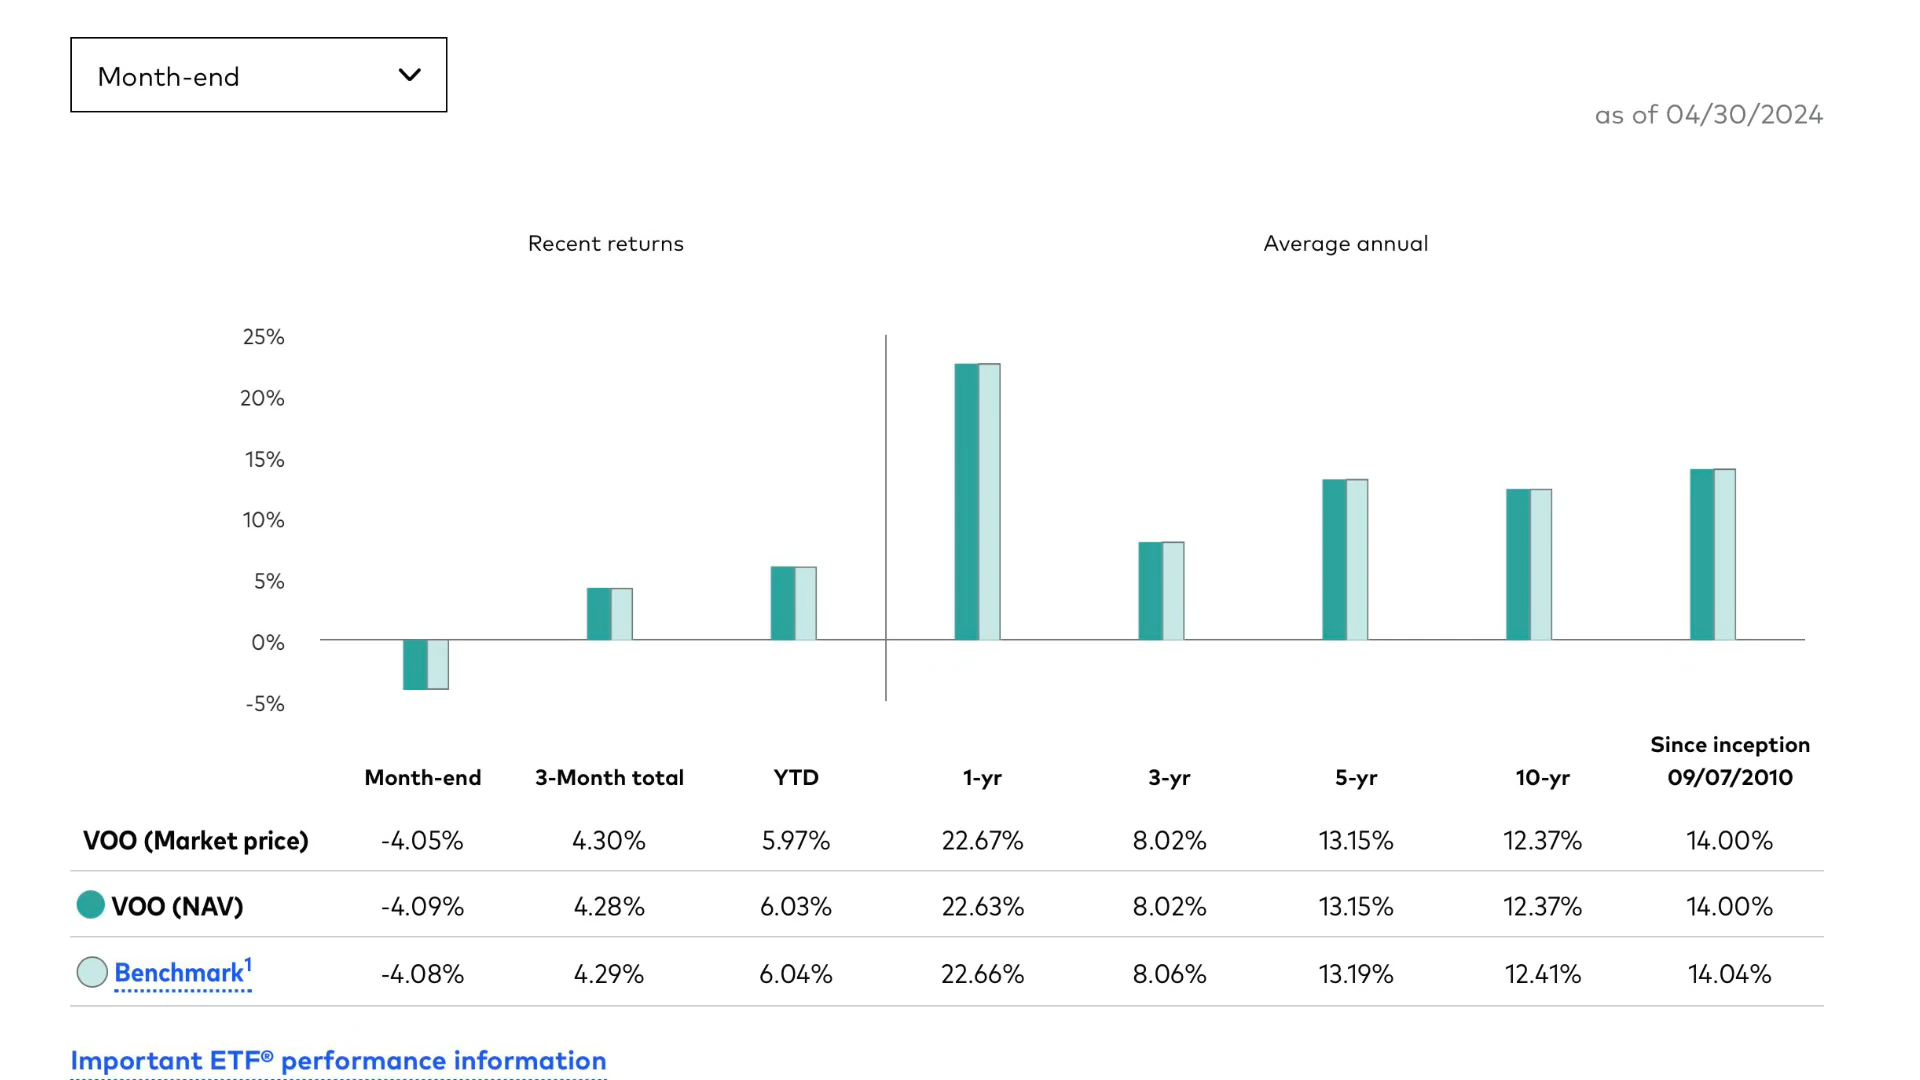 Month-end
as of 04/30/2024
Recent returns
Average annual
25%
20%
15%
10%
5%
0%
-5%
Since inception
Month-end 3-Month total YTD 1-yr 3-yr 5-yr 10-yr 09/07/2010
VOO (Market price) -4.05% 4.30% 5.97% 22.67% 8.02% 13.15% 12.37% 14.00%
VOO (NAV) -4.09% 4.28% 6.03% 22.63% 8.02% 13.15% 12.37% 14.00%
Benchmark¹ -4.08% 4.29% 6.04% 22.66% 8.06% 13.19% 12.41% 14.04%
Important ETF® performance information